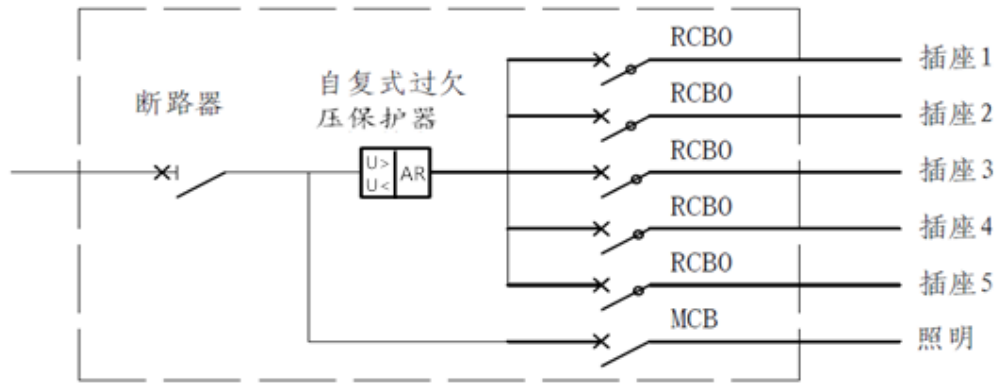 RCBO
插座1
自复式过欠
压保护器
断路器
RCBO
插座2
U>
U<
AR
RCBO
插座3
RCBO
插座4
RCBO
插座5
MCB
照明